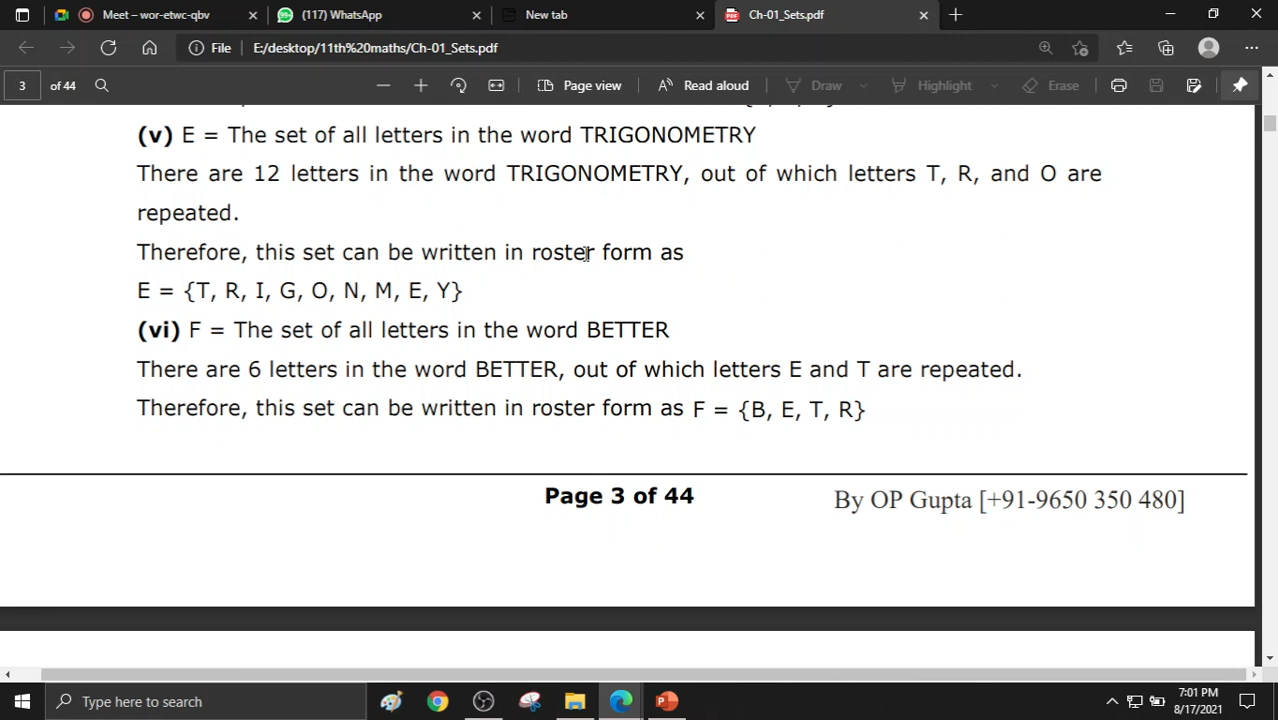 Meet – wor-etwc-qbv
(117) WhatsApp
New tab
Ch-01_Sets.pdf
File
E:/desktop/11th%20maths/Ch-01_Sets.pdf
3
of 44
Page view
Read aloud
Draw
Highlight
Erase
(v) E = The set of all letters in the word TRIGONOMETRY
There are 12 letters in the word TRIGONOMETRY, out of which letters T, R, and O are
repeated.
Therefore, this set can be written in roster form as
E = {T, R, I, G, O, N, M, E, Y}
(vi) F = The set of all letters in the word BETTER
There are 6 letters in the word BETTER, out of which letters E and T are repeated.
Therefore, this set can be written in roster form as F = {B, E, T, R}
Page 3 of 44
By OP Gupta [+91-9650 350 480]
Type here to search
7:01 PM
8/17/2021